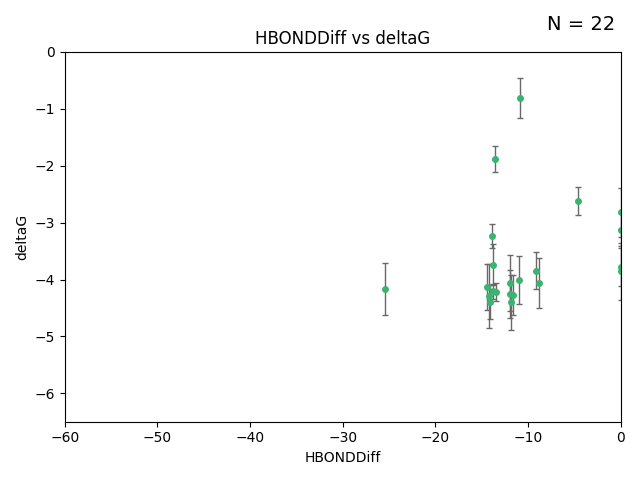 N = 22
HBONDDiff vs deltaG
0
−1
−2
−3
−4
−5
−6
deltaG
−60 −50 −40 −30 −20 −10 0
HBONDDiff